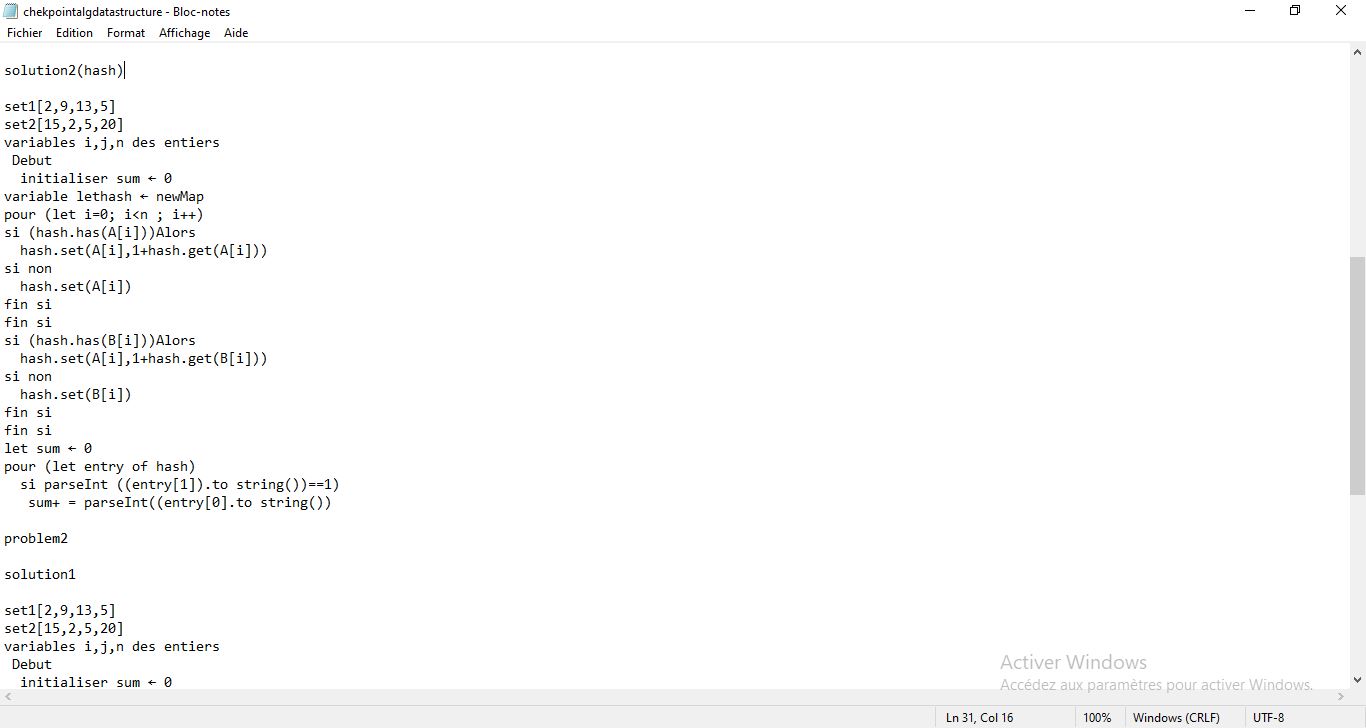 chekpointalgdatastructure - Bloc-notes
Fichier Edition Format Affichage Aide
solution2(hash)
set1[2,9,13,5]
set2[15,2,5,20]
variables i,j,n des entiers
Debut
initialiser sum ← 0
variable lethash ← newMap
pour (let i=0; i<n ; i++)
si (hash.has(A[i]))Alors
hash.set(A[i],1+hash.get(A[i]))
si non
hash.set(A[i])
fin si
fin si
si (hash.has(B[i]))Alors
hash.set(A[i],1+hash.get(B[i]))
si non
hash.set(B[i])
fin si
fin si
let sum ← 0
pour (let entry of hash)
si parseInt ((entry[1]).to string())==1)
sum+ = parseInt((entry[0].to string())
problem2
solution1
set1[2,9,13,5]
set2[15,2,5,20]
variables i,j,n des entiers
Debut
initialiser sum ← 0
Activer Windows
Accédez aux paramètres pour activer Windows.
Ln 31, Col 16 100% Windows (CRLF) UTF-8